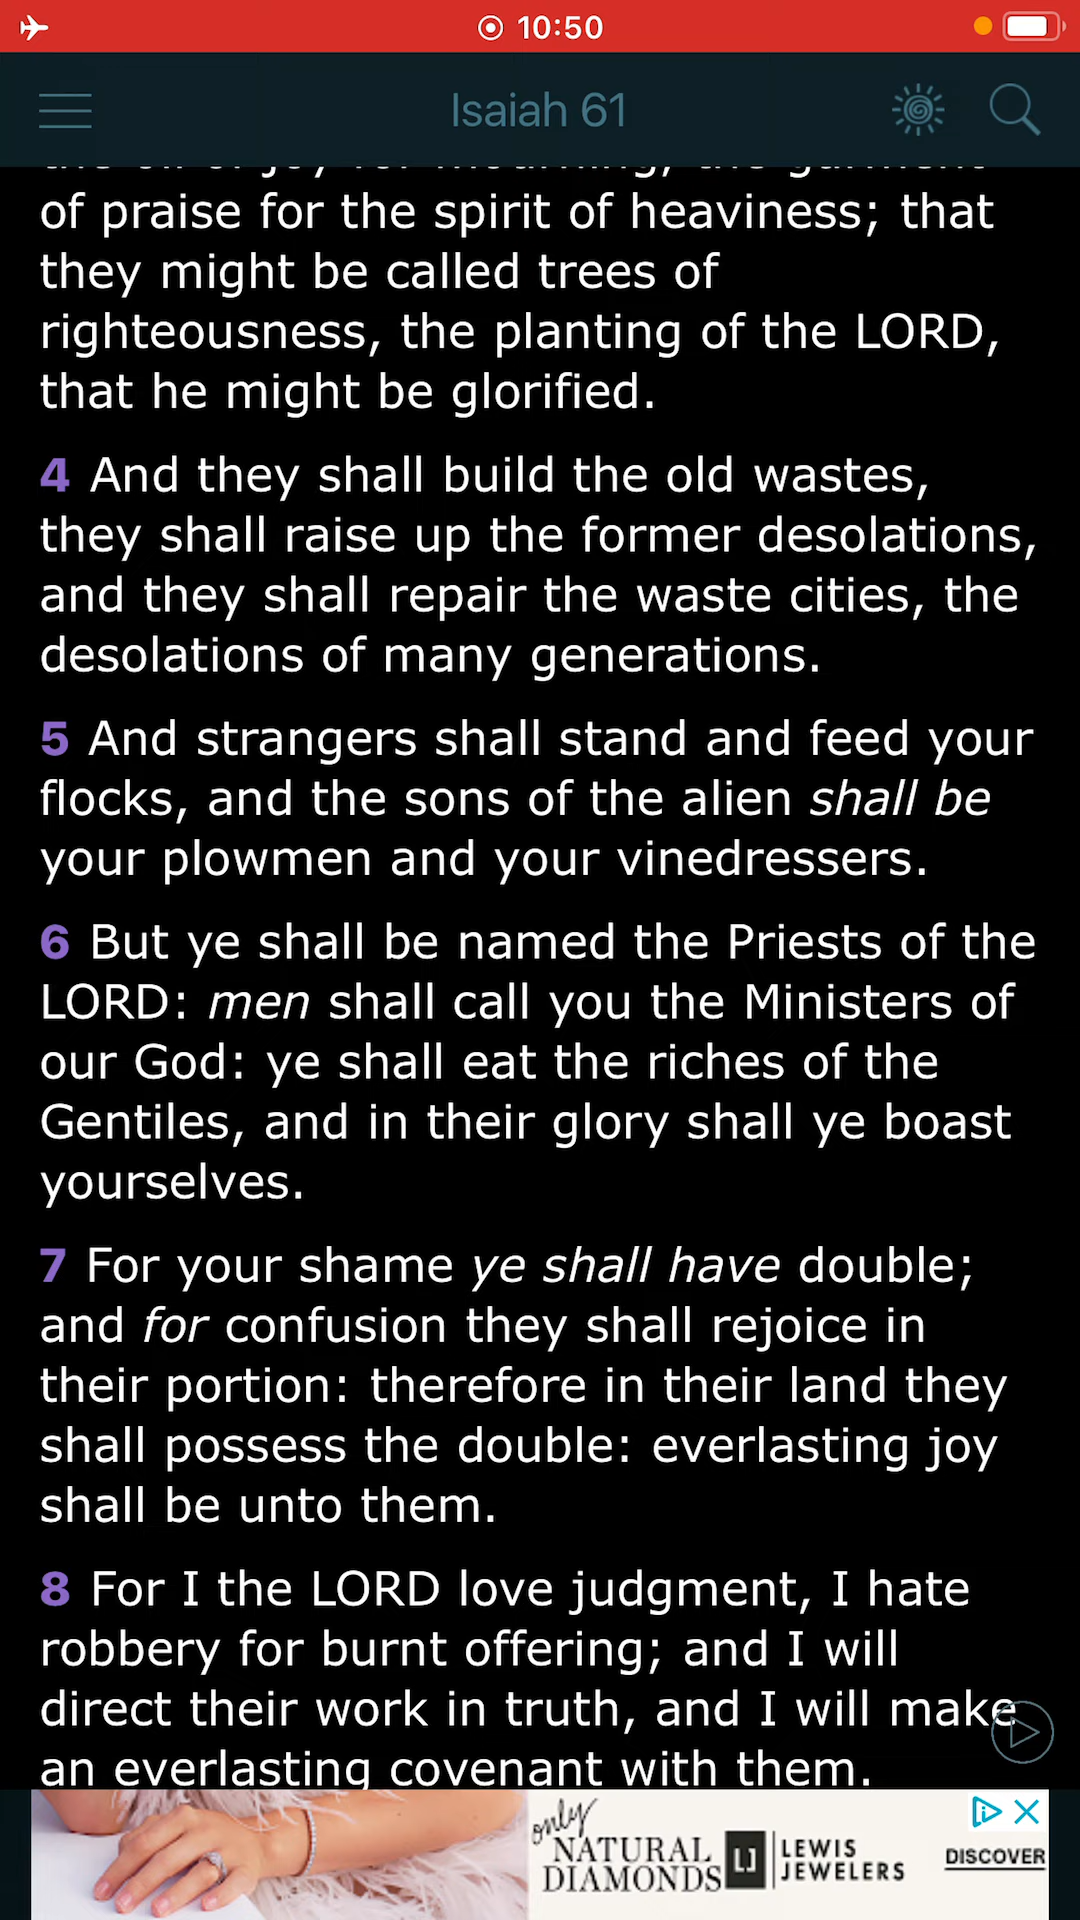 10:50
Isaiah 61
of praise for the spirit of heaviness; that
they might be called trees of
righteousness, the planting of the LORD,
that he might be glorified.
4 And they shall build the old wastes,
they shall raise up the former desolations,
and they shall repair the waste cities, the
desolations of many generations.
5 And strangers shall stand and feed your
flocks, and the sons of the alien shall be
your plowmen and your vinedressers.
6 But ye shall be named the Priests of the
LORD: men shall call you the Ministers of
our God: ye shall eat the riches of the
Gentiles, and in their glory shall ye boast
yourselves.
7 For your shame ye shall have double;
and for confusion they shall rejoice in
their portion: therefore in their land they
shall possess the double: everlasting joy
shall be unto them.
8 For I the LORD love judgment, I hate
robbery for burnt offering; and I will
direct their work in truth, and I will make
an everlasting covenant with them.
only
NATURAL
DIAMONDS
LJ
LEWIS
JEWELERS
DISCOVER